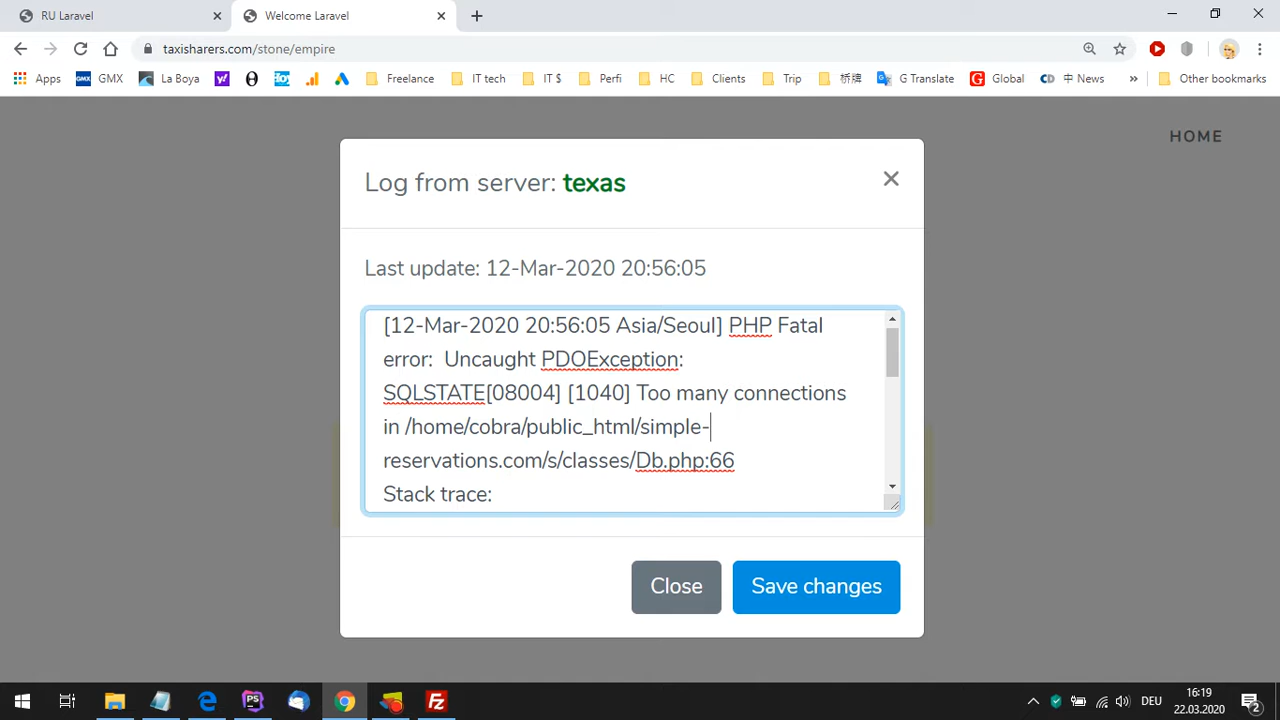 RU Laravel
Welcome Laravel
taxisharers.com/stone/empire
Apps GMX La Boya Freelance IT tech IT $ Perfi HC Clients Trip 桥牌 G Translate Global 中 News » Other bookmarks
HOME
Log from server: texas
Last update: 12-Mar-2020 20:56:05
[12-Mar-2020 20:56:05 Asia/Seoul] PHP Fatal
error:  Uncaught PDOException:
SQLSTATE[08004] [1040] Too many connections
in /home/cobra/public_html/simple-
reservations.com/s/classes/Db.php:66
Stack trace:
Close Save changes
DEU
16:19
22.03.2020
2